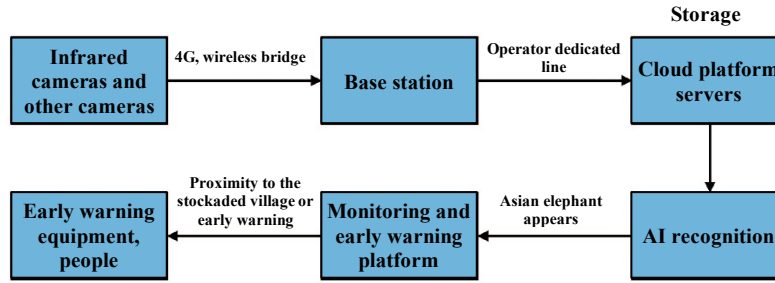 Storage
Infrared
cameras and
other cameras
4G, wireless bridge
Base station
Operator dedicated
line
Cloud platform
servers
Early warning
equipment,
people
Proximity to the
stockaded village or
early warning
Monitoring and
early warning
platform
Asian elephant
appears
AI recognition